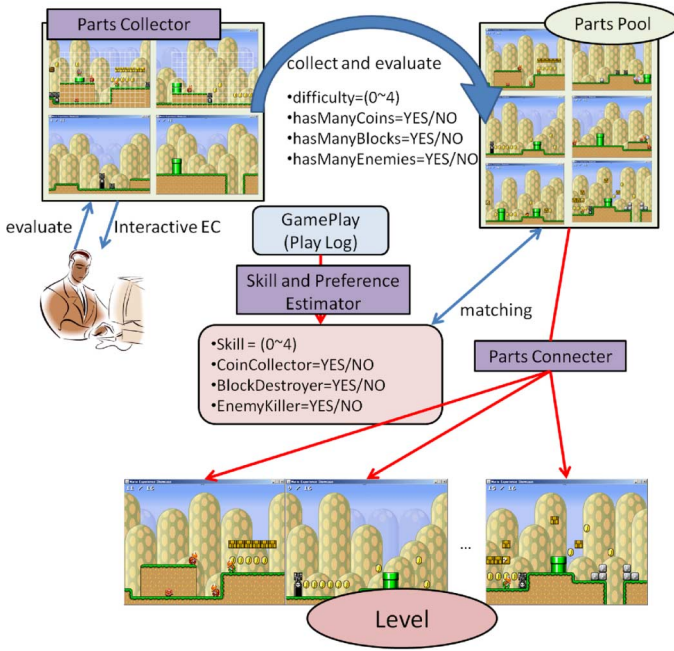 Parts Collector
Parts Pool
collect and evaluate
•difficulty=(0~4)
•hasManyCoins=YES/NO
•hasManyBlocks=YES/NO
•hasManyEnemies=YES/NO
evaluate
Interactive EC
GamePlay
(Play Log)
Skill and Preference
Estimator
matching
•Skill = (0~4)
•CoinCollector=YES/NO
•BlockDestroyer=YES/NO
•EnemyKiller=YES/NO
Parts Connecter
...
Level